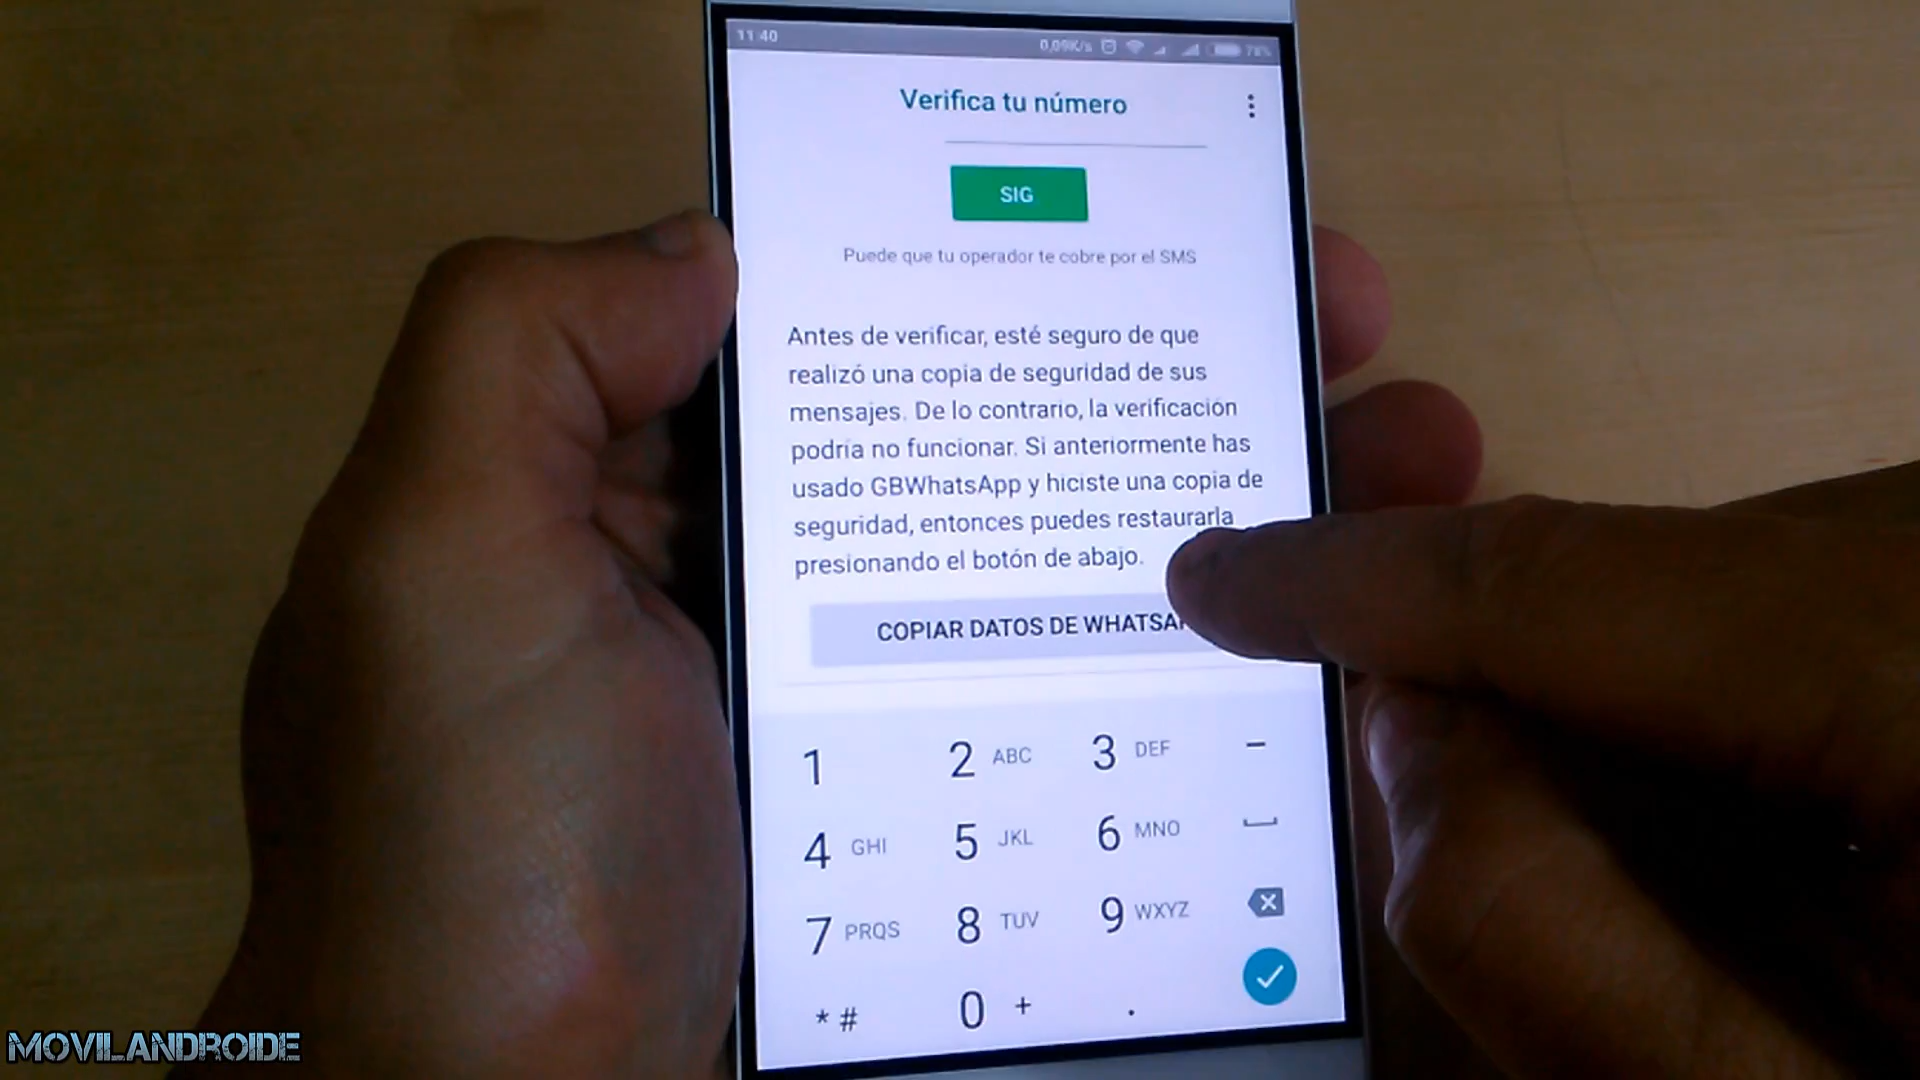 11:40
0,09K/s
78%
Verifica tu número
SIG
Puede que tu operador te cobre por el SMS
Antes de verificar, esté seguro de que
realizó una copia de seguridad de sus
mensajes. De lo contrario, la verificación
podría no funcionar. Si anteriormente has
usado GBWhatsApp y hiciste una copia de
seguridad, entonces puedes restaurarla
presionando el botón de abajo.
COPIAR DATOS DE
1
2 ABC
3 DEF
-
4 GHI
5 JKL
6 MNO
7 PRQS
8 TUV
9 WXYZ
* #
0 +
.
MOVILANDROIDE